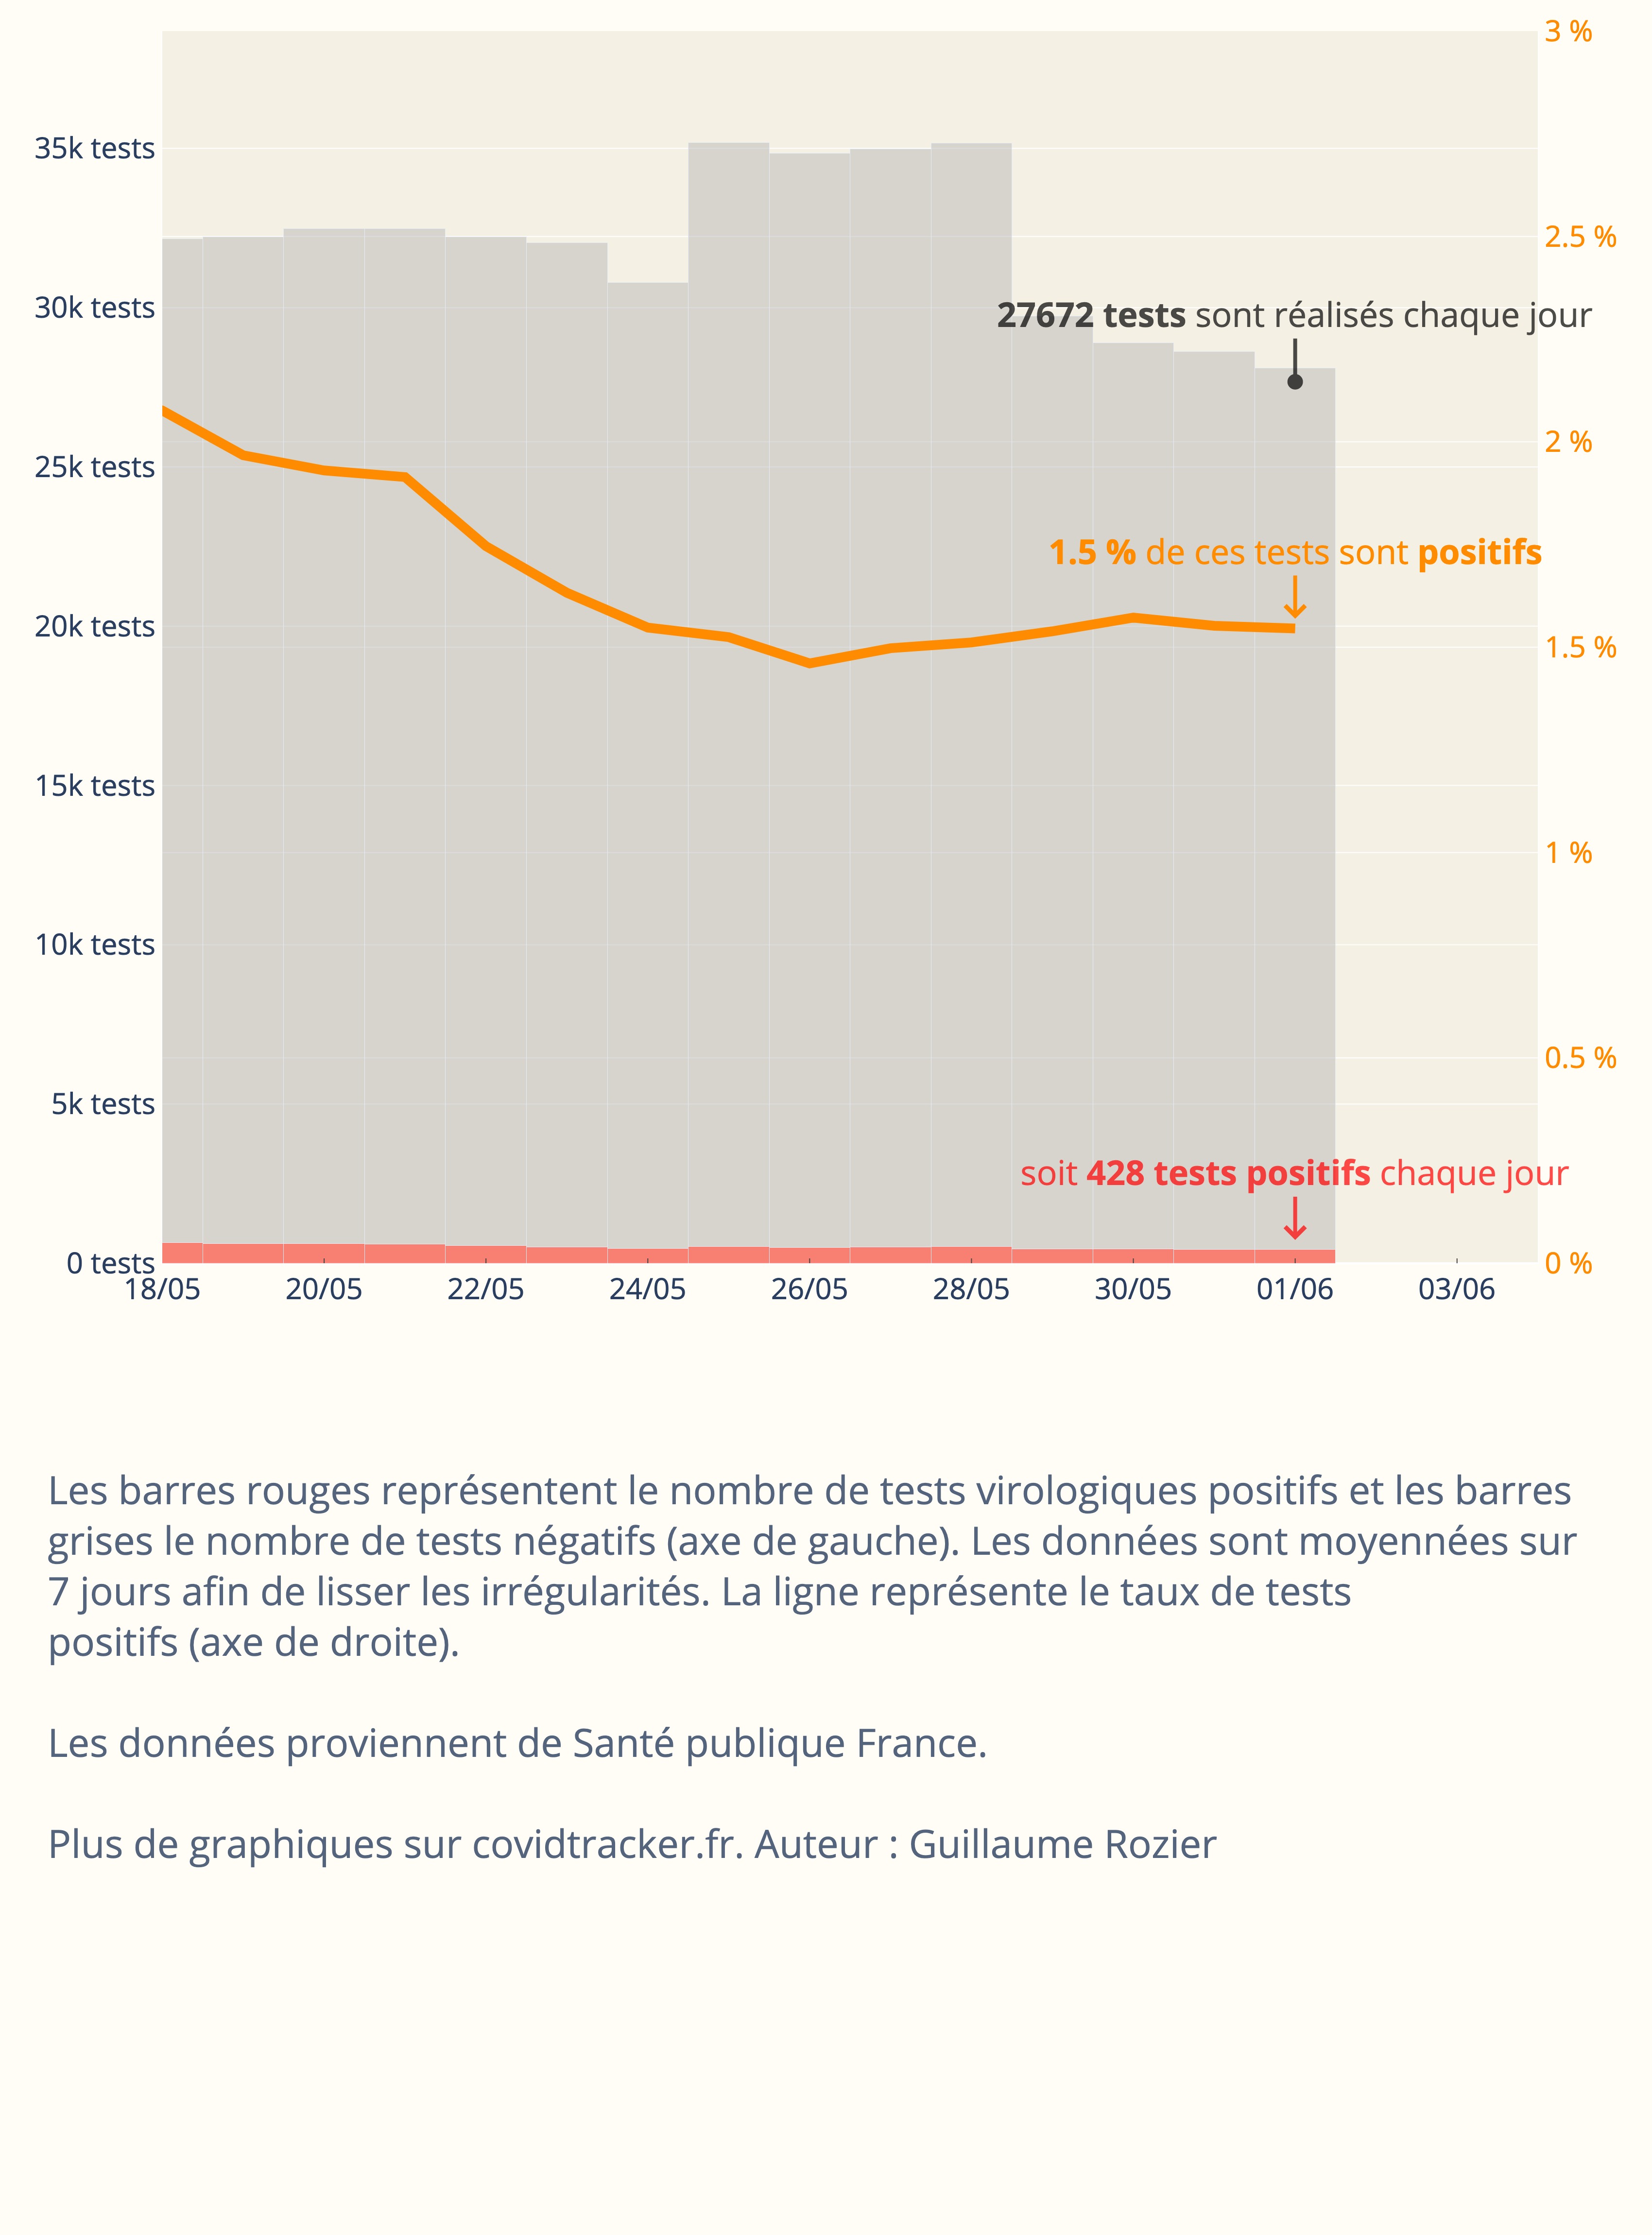 3 %
35k tests
2.5 %
30k tests
27672 tests sont réalisés chaque jour
2 %
25k tests
1.5 % de ces tests sont positifs
20k tests
1.5 %
15k tests
1 %
10k tests
0.5 %
5k tests
soit 428 tests positifs chaque jour
0 tests
0 %
18/05 20/05 22/05 24/05 26/05 28/05 30/05 01/06 03/06
Les barres rouges représentent le nombre de tests virologiques positifs et les barres
grises le nombre de tests négatifs (axe de gauche). Les données sont moyennées sur
7 jours afin de lisser les irrégularités. La ligne représente le taux de tests
positifs (axe de droite).
Les données proviennent de Santé publique France.
Plus de graphiques sur covidtracker.fr. Auteur : Guillaume Rozier